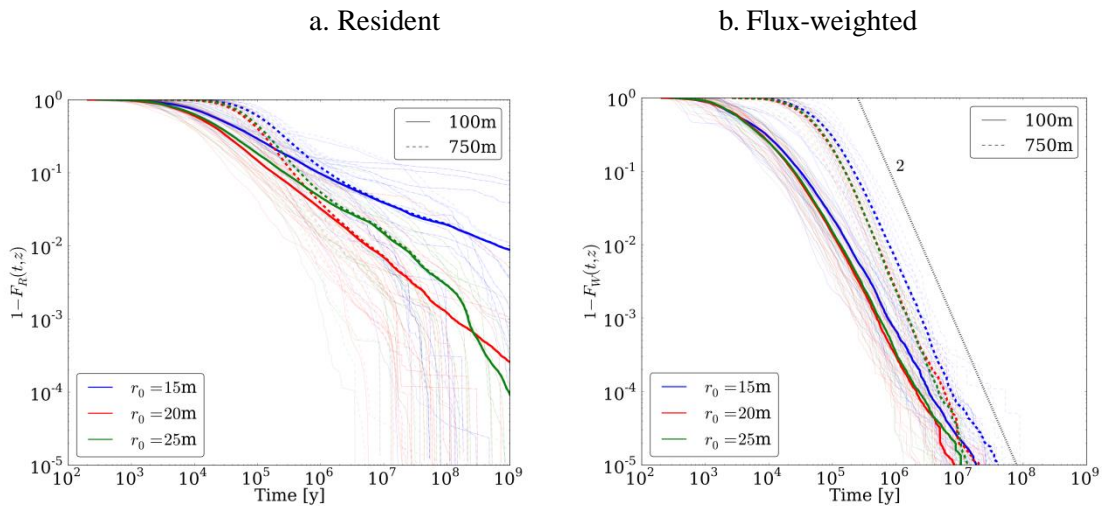 a. Resident
b. Flux-weighted
10^0
10^-1
10^-2
10^-3
10^-4
10^-5
1−F_R(t,z)
100m
750m
r_0 =15m
r_0 =20m
r_0 =25m
10^2 10^3 10^4 10^5 10^6 10^7 10^8 10^9
Time [y]
10^0
10^-1
10^-2
10^-3
10^-4
10^-5
1−F_W(t,z)
100m
750m
2
r_0 =15m
r_0 =20m
r_0 =25m
10^2 10^3 10^4 10^5 10^6 10^7 10^8 10^9
Time [y]